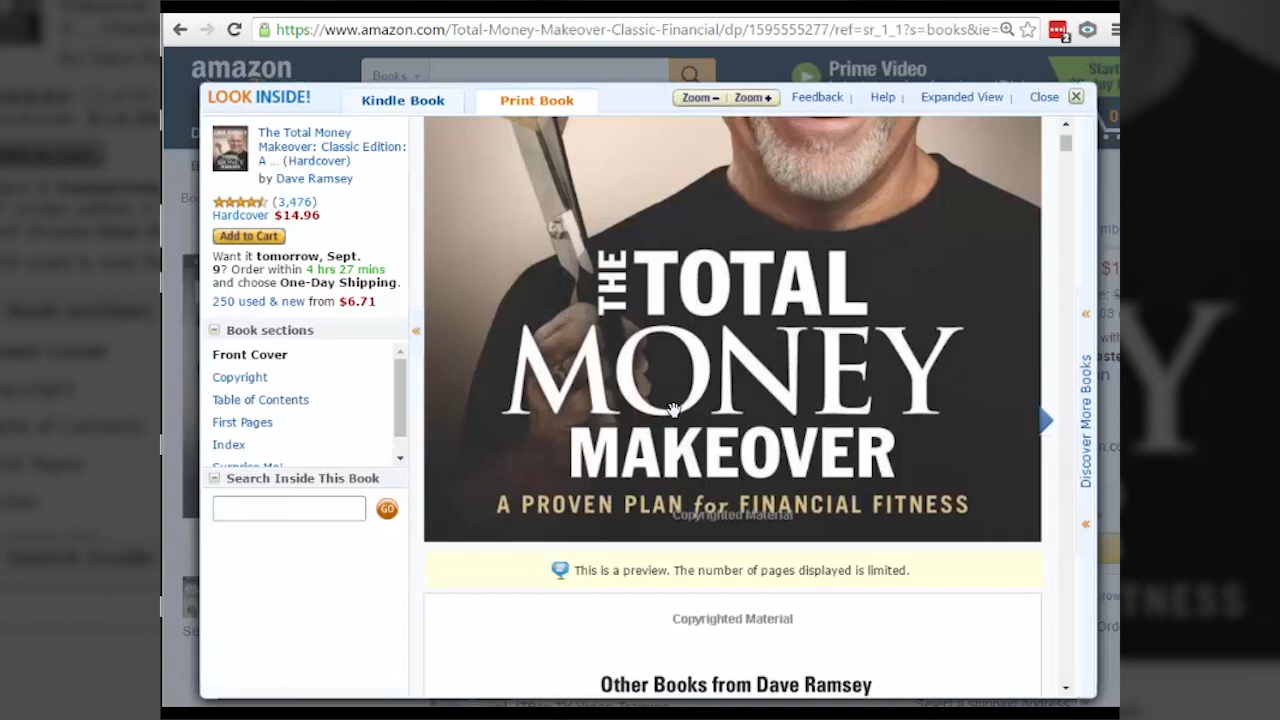 https://www.amazon.com/Total-Money-Makeover-Classic-Financial/dp/1595555277/ref=sr_1_1?s=books&ie=
2
amazon
Books
Prime Video
Start
LOOK INSIDE!
Kindle Book
Print Book
Zoom − | Zoom +
Feedback |
Help |
Expanded View |
Close
The Total Money
Makeover: Classic Edition:
A ... (Hardcover)
by Dave Ramsey
(3,476)
Hardcover $14.96
Add to Cart
Want it tomorrow, Sept.
9? Order within 4 hrs 27 mins
and choose One-Day Shipping.
250 used & new from $6.71
Book sections
Front Cover
Copyright
Table of Contents
First Pages
Index
Surprise Me!
Search Inside This Book
GO
THE TOTAL
MONEY
MAKEOVER
A PROVEN PLAN for FINANCIAL FITNESS
Copyrighted Material
This is a preview. The number of pages displayed is limited.
Copyrighted Material
Other Books from Dave Ramsey
Discover More Books